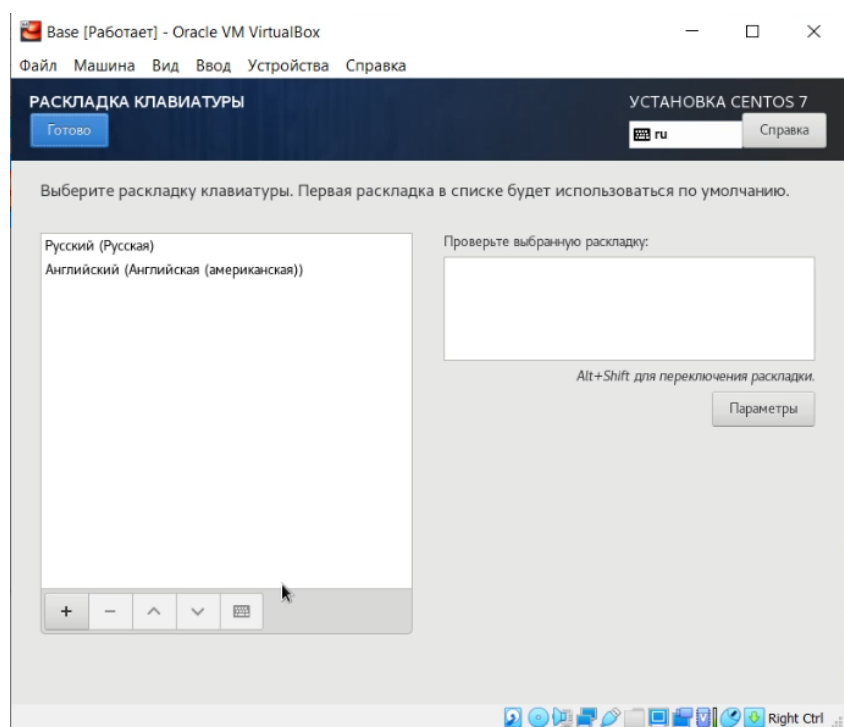 Base [Работает] - Oracle VM VirtualBox
Файл Машина Вид Ввод Устройства Справка
РАСКЛАДКА КЛАВИАТУРЫ
УСТАНОВКА CENTOS 7
Готово
ru
Справка
Выберите раскладку клавиатуры. Первая раскладка в списке будет использоваться по умолчанию.
Русский (Русская)
Английский (Английская (американская))
Проверьте выбранную раскладку:
Alt+Shift для переключения раскладки.
Параметры
Right Ctrl